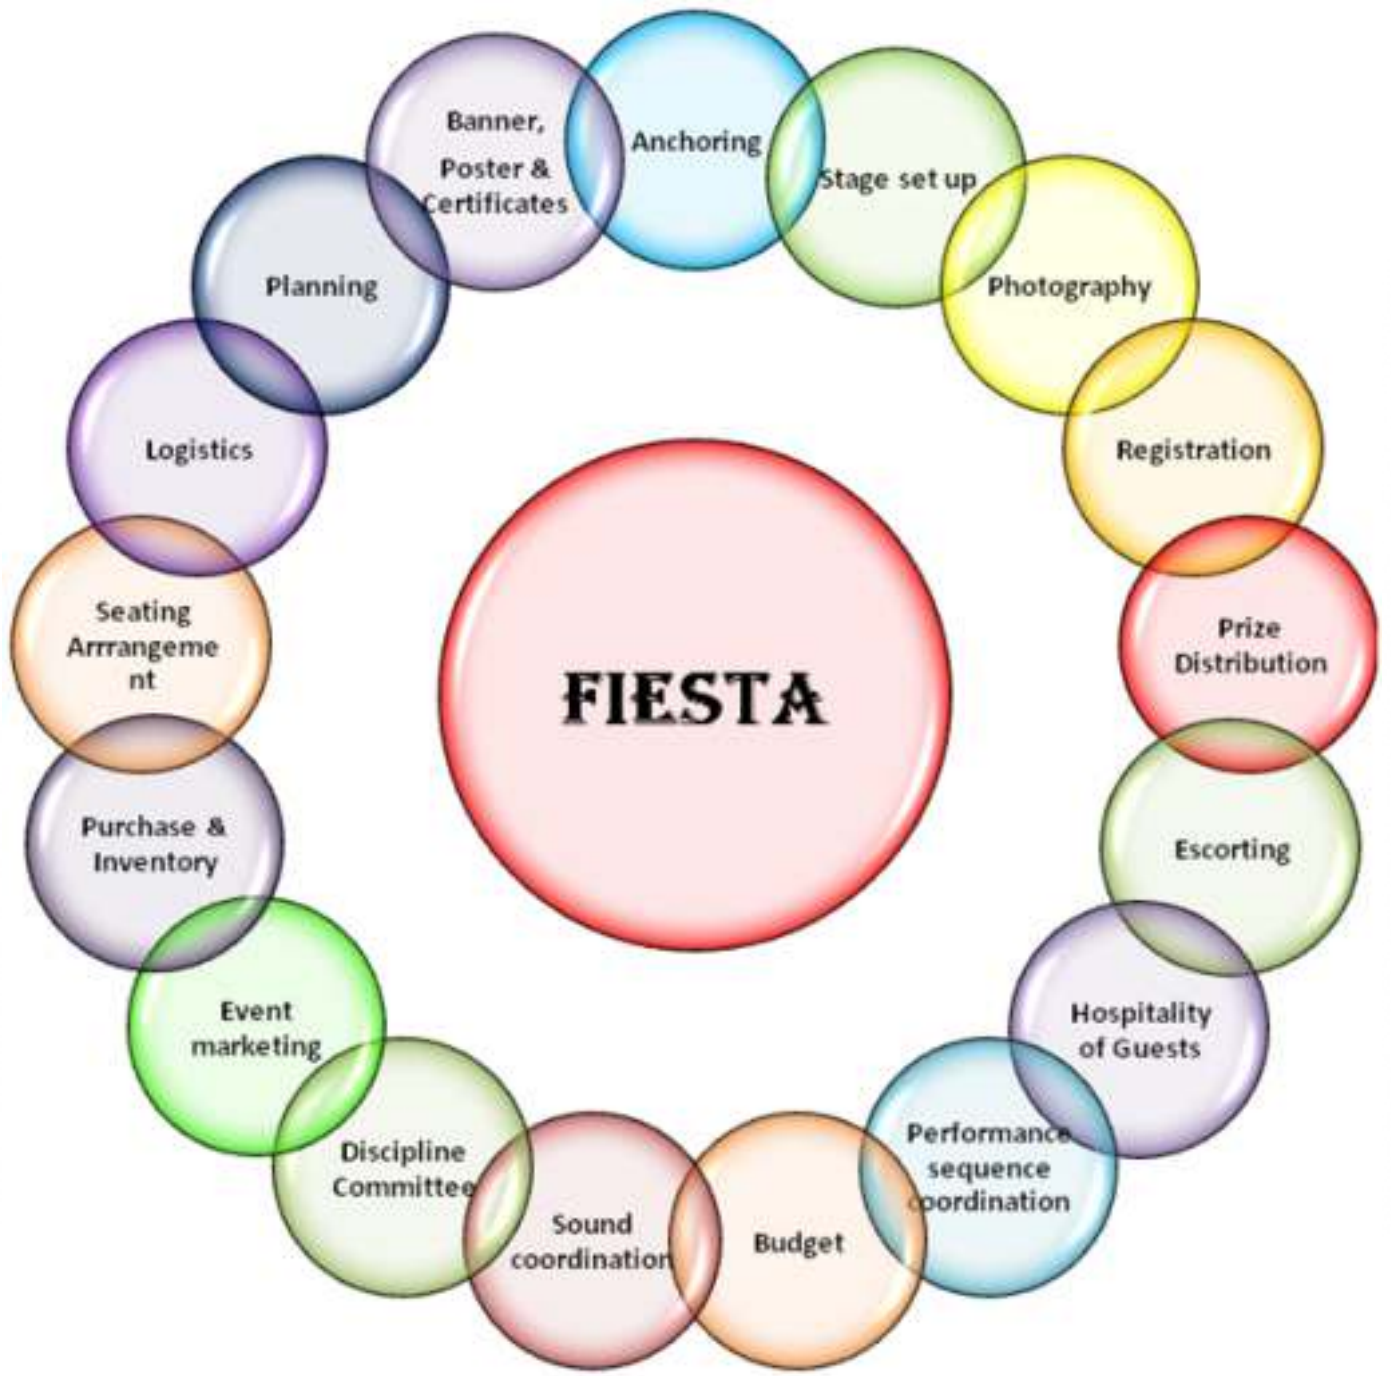 Anchoring
Stage set up
Photography
Registration
Prize
Distribution
Escorting
Hospitality
of Guests
Performance
sequence
coordination
Budget
Sound
coordination
Discipline
Committee
Event
marketing
Purchase &
Inventory
Seating
Arrrangeme
nt
Logistics
Planning
Banner,
Poster &
Certificates
FIESTA